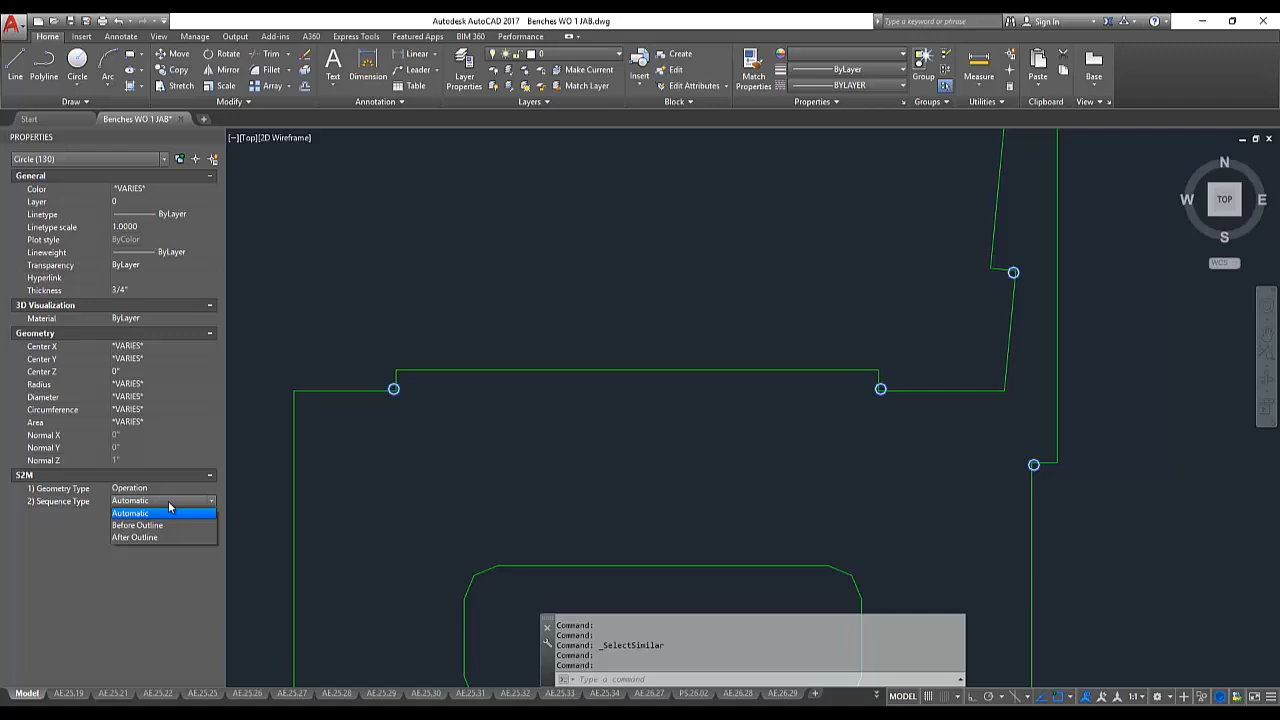 Autodesk AutoCAD 2017 Benches WO 1 JAB.dwg
Type a keyword or phrase
Sign In
Home Insert Annotate View Manage Output Add-ins A360 Express Tools Featured Apps BIM 360 Performance
Line Polyline Circle Arc
Move Rotate Trim
Copy Mirror Fillet
Stretch Scale Array
Text Dimension
Linear
Leader
Table
Layer Properties
0
Make Current
Match Layer
Insert
Create
Edit
Edit Attributes
Match Properties
ByLayer
BYLAYER
Group
Measure
Paste
Base
Draw Modify Annotation Layers Block Properties Groups Utilities Clipboard View
Start Benches WO 1 JAB*
PROPERTIES
[−][Top][2D Wireframe]
Circle (130)
General
Color *VARIES*
Layer 0
Linetype ByLayer
Linetype scale 1.0000
Plot style ByColor
Lineweight ByLayer
Transparency ByLayer
Hyperlink
Thickness 3/4"
3D Visualization
Material ByLayer
Geometry
Center X *VARIES*
Center Y *VARIES*
Center Z 0"
Radius *VARIES*
Diameter *VARIES*
Circumference *VARIES*
Area *VARIES*
Normal X 0"
Normal Y 0"
Normal Z 1"
S2M
1) Geometry Type Operation
2) Sequence Type Automatic
Automatic
Before Outline
After Outline
N
W TOP E
S
WCS
Command:
Command:
Command: _SelectSimilar
Command:
Command:
Type a command
Model AE.25.19 AE.25.21 AE.25.22 AE.25.25 AE.25.26 AE.25.27 AE.25.28 AE.25.29 AE.25.30 AE.25.31 AE.25.32 AE.25.33 AE.25.34 AE.26.27 PS.26.02 AE.26.28 AE.26.29
MODEL
1:1